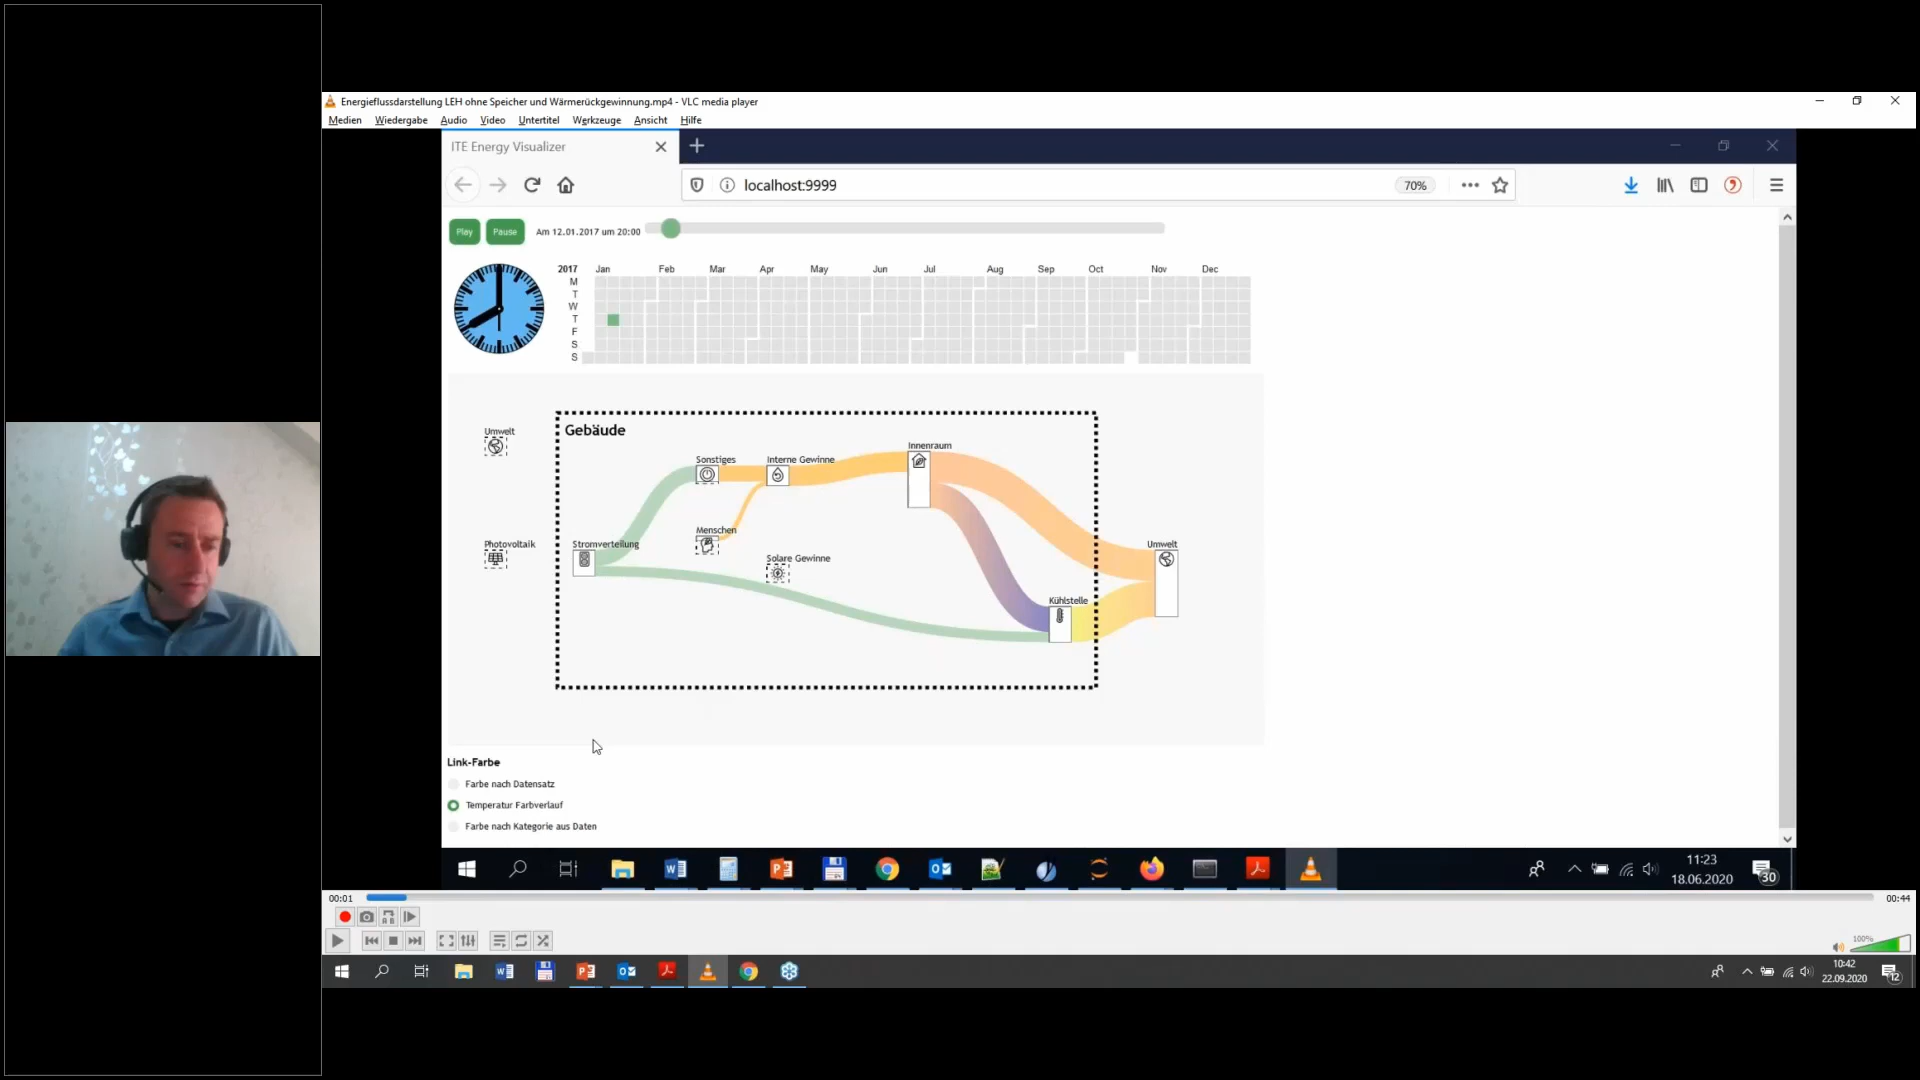 Energieflussdarstellung LEH ohne Speicher und Wärmerückgewinnung.mp4 - VLC media player
Medien Wiedergabe Audio Video Untertitel Werkzeuge Ansicht Hilfe
ITE Energy Visualizer
localhost:9999
70%
Play Pause Am 12.01.2017 um 20:00
2017 Jan Feb Mar Apr May Jun Jul Aug Sep Oct Nov Dec
M
T
W
T
F
S
S
Umwelt
Gebäude
Innenraum
Sonstiges
Interne Gewinne
Menschen
Photovoltaik
Stromverteilung
Umwelt
Solare Gewinne
Kühlstelle
Link-Farbe
Farbe nach Datensatz
Temperatur Farbverlauf
Farbe nach Kategorie aus Daten
11:23
18.06.2020
30
00:01
00:44
100%
10:42
22.09.2020
12